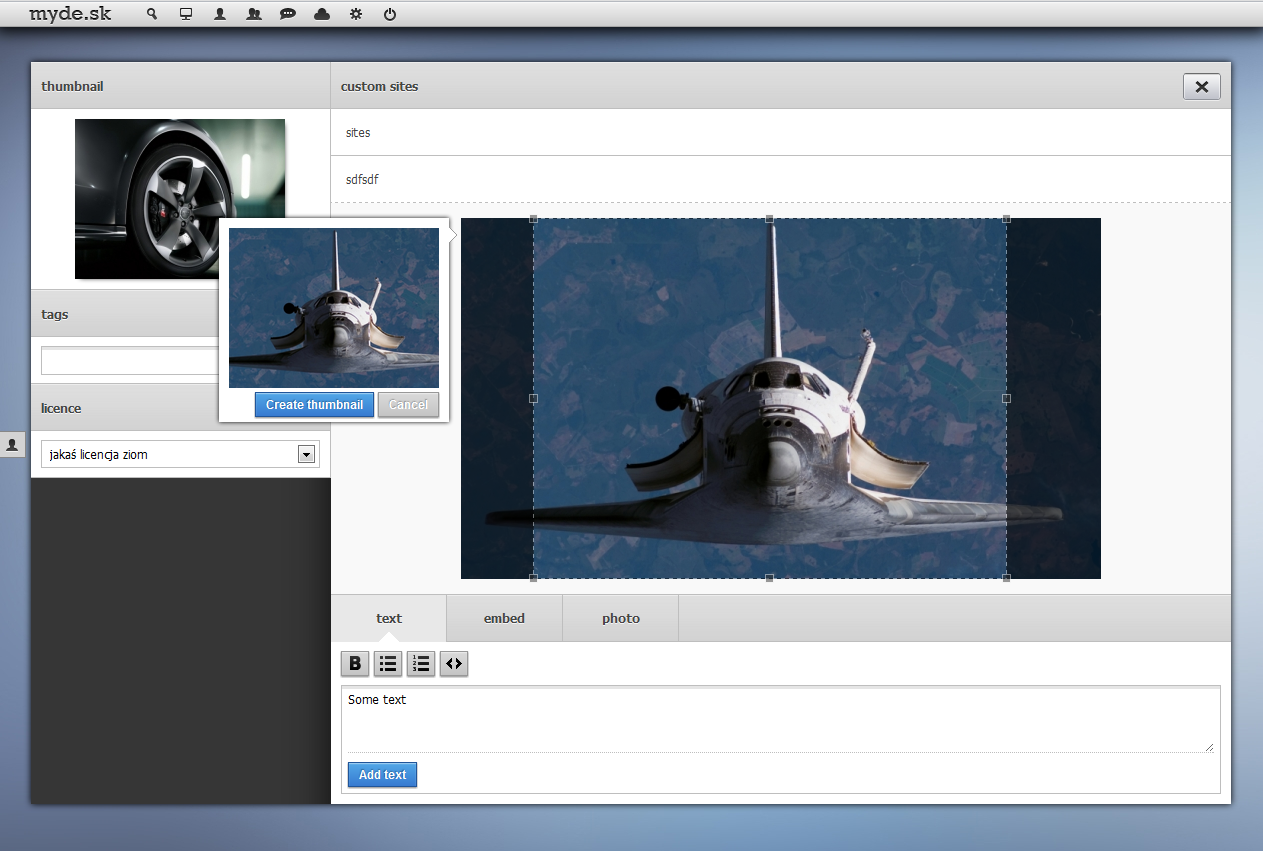 myde.sk
thumbnail
custom sites
sites
sdfsdf
tags
Create thumbnail
Cancel
licence
jakaś licencja ziom
text
embed
photo
B
Some text
Add text